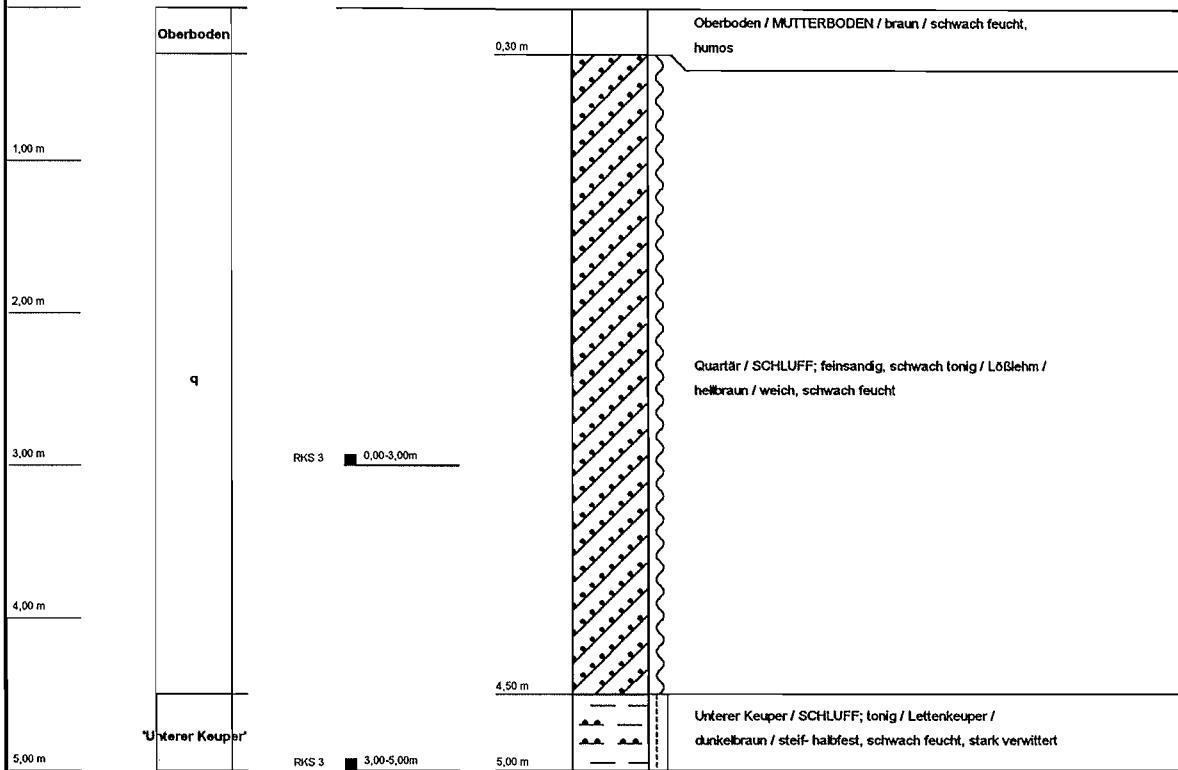 Oberboden
0,30 m
Oberboden / MUTTERBODEN / braun / schwach feucht,
humos
1,00 m
2,00 m
q
Quartär / SCHLUFF; feinsandig, schwach tonig / Lößlehm /
hellbraun / weich, schwach feucht
3,00 m
RKS 3 0,00-3,00m
4,00 m
4,50 m
"Unterer Keuper"
Unterer Keuper / SCHLUFF; tonig / Lettenkeuper /
dunkelbraun / steif- halbfest, schwach feucht, stark verwittert
5,00 m
RKS 3 3,00-5,00m
5,00 m